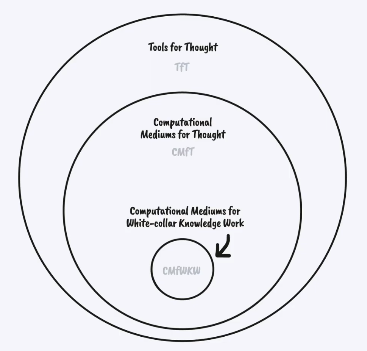 Tools for Thought
TfT
Computational
Mediums for Thought
CMfT
Computational Mediums for
White-collar Knowledge Work
CMfWKW